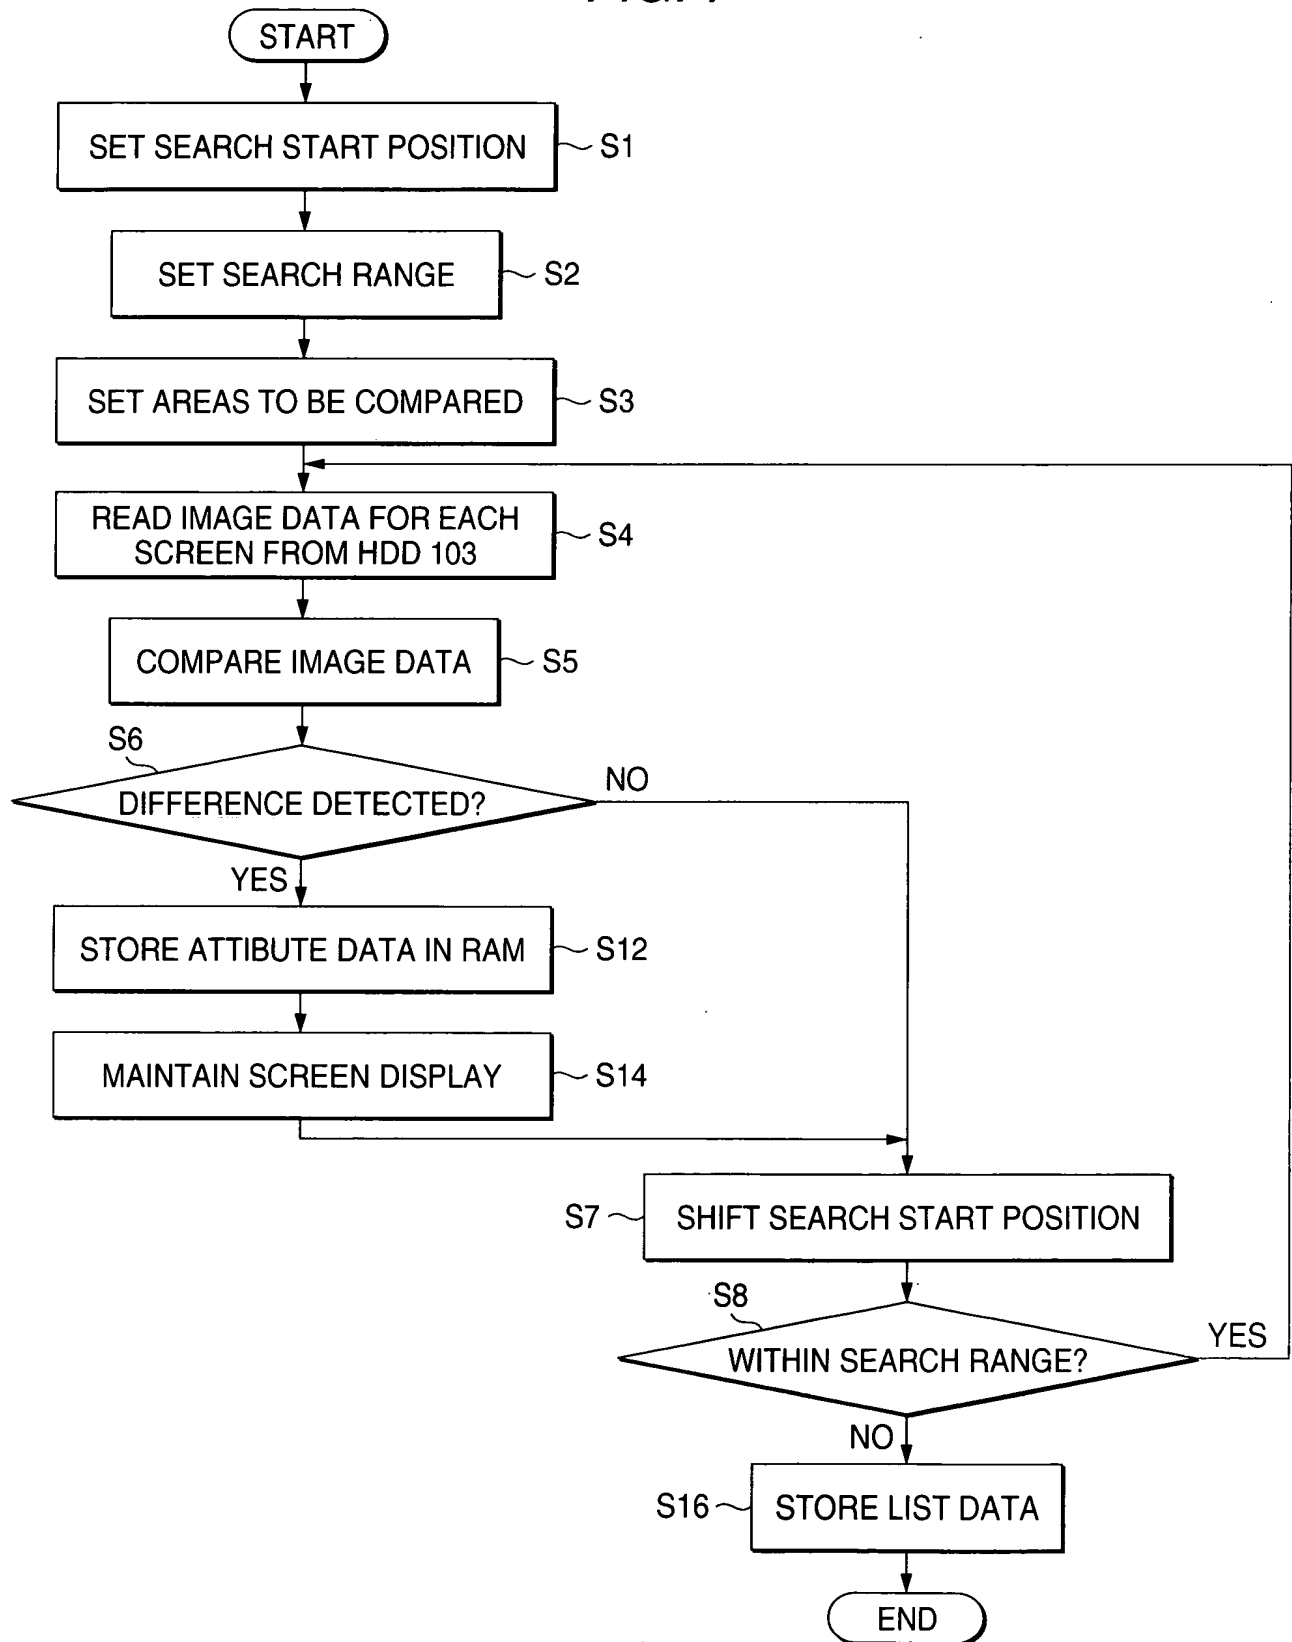 START
SET SEARCH START POSITION
S1
SET SEARCH RANGE
S2
SET AREAS TO BE COMPARED
S3
READ IMAGE DATA FOR EACH
SCREEN FROM HDD 103
S4
COMPARE IMAGE DATA
S5
S6
DIFFERENCE DETECTED?
NO
YES
STORE ATTIBUTE DATA IN RAM
S12
MAINTAIN SCREEN DISPLAY
S14
S7
SHIFT SEARCH START POSITION
S8
WITHIN SEARCH RANGE?
YES
NO
S16
STORE LIST DATA
END